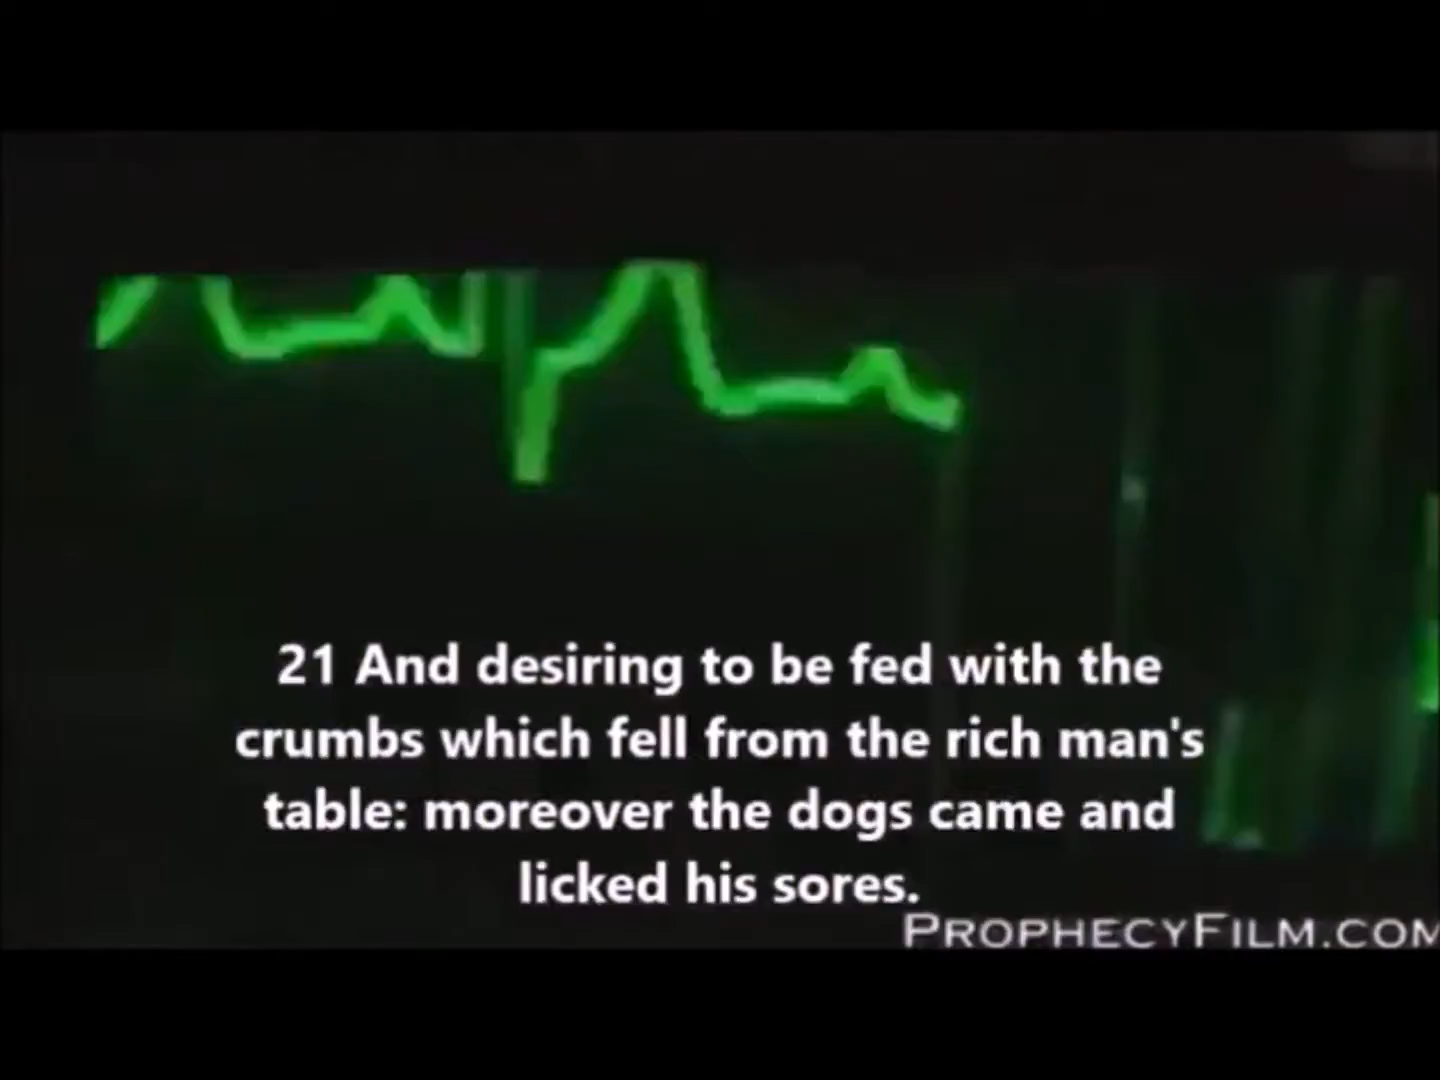 21 And desiring to be fed with the
crumbs which fell from the rich man's
table: moreover the dogs came and
licked his sores.
PROPHECYFILM.COM